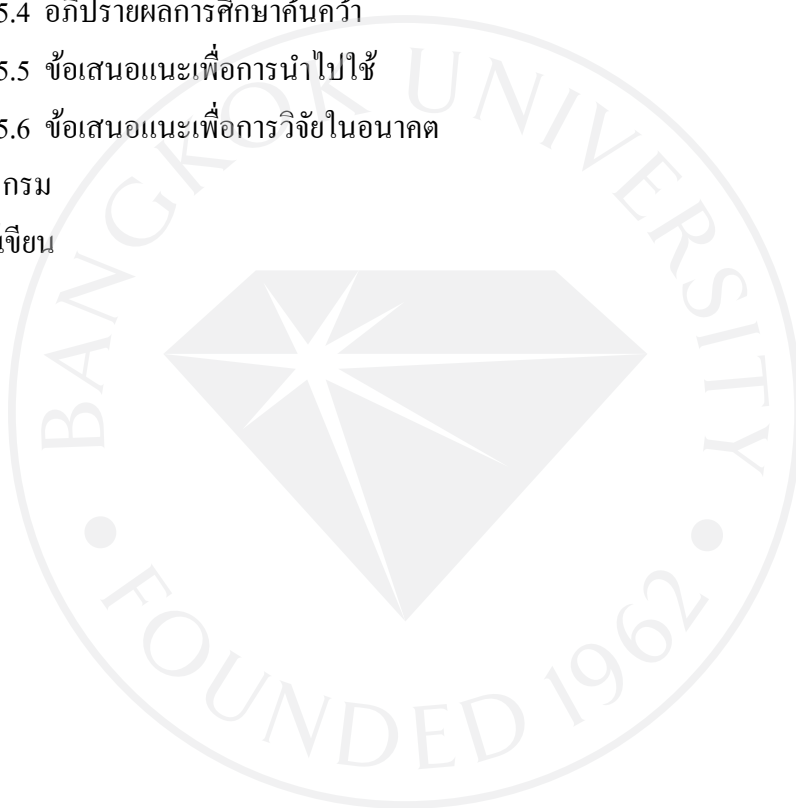 5.4 อภิปรายผลการศึกษาค้นคว้า
5.5 ข้อเสนอแนะเพื่อการนำไปใช้
5.6 ข้อเสนอแนะเพื่อการวิจัยในอนาคต
กรม
เขียน
BANGKOK UNIVERSITY
• FOUNDED 1962 •